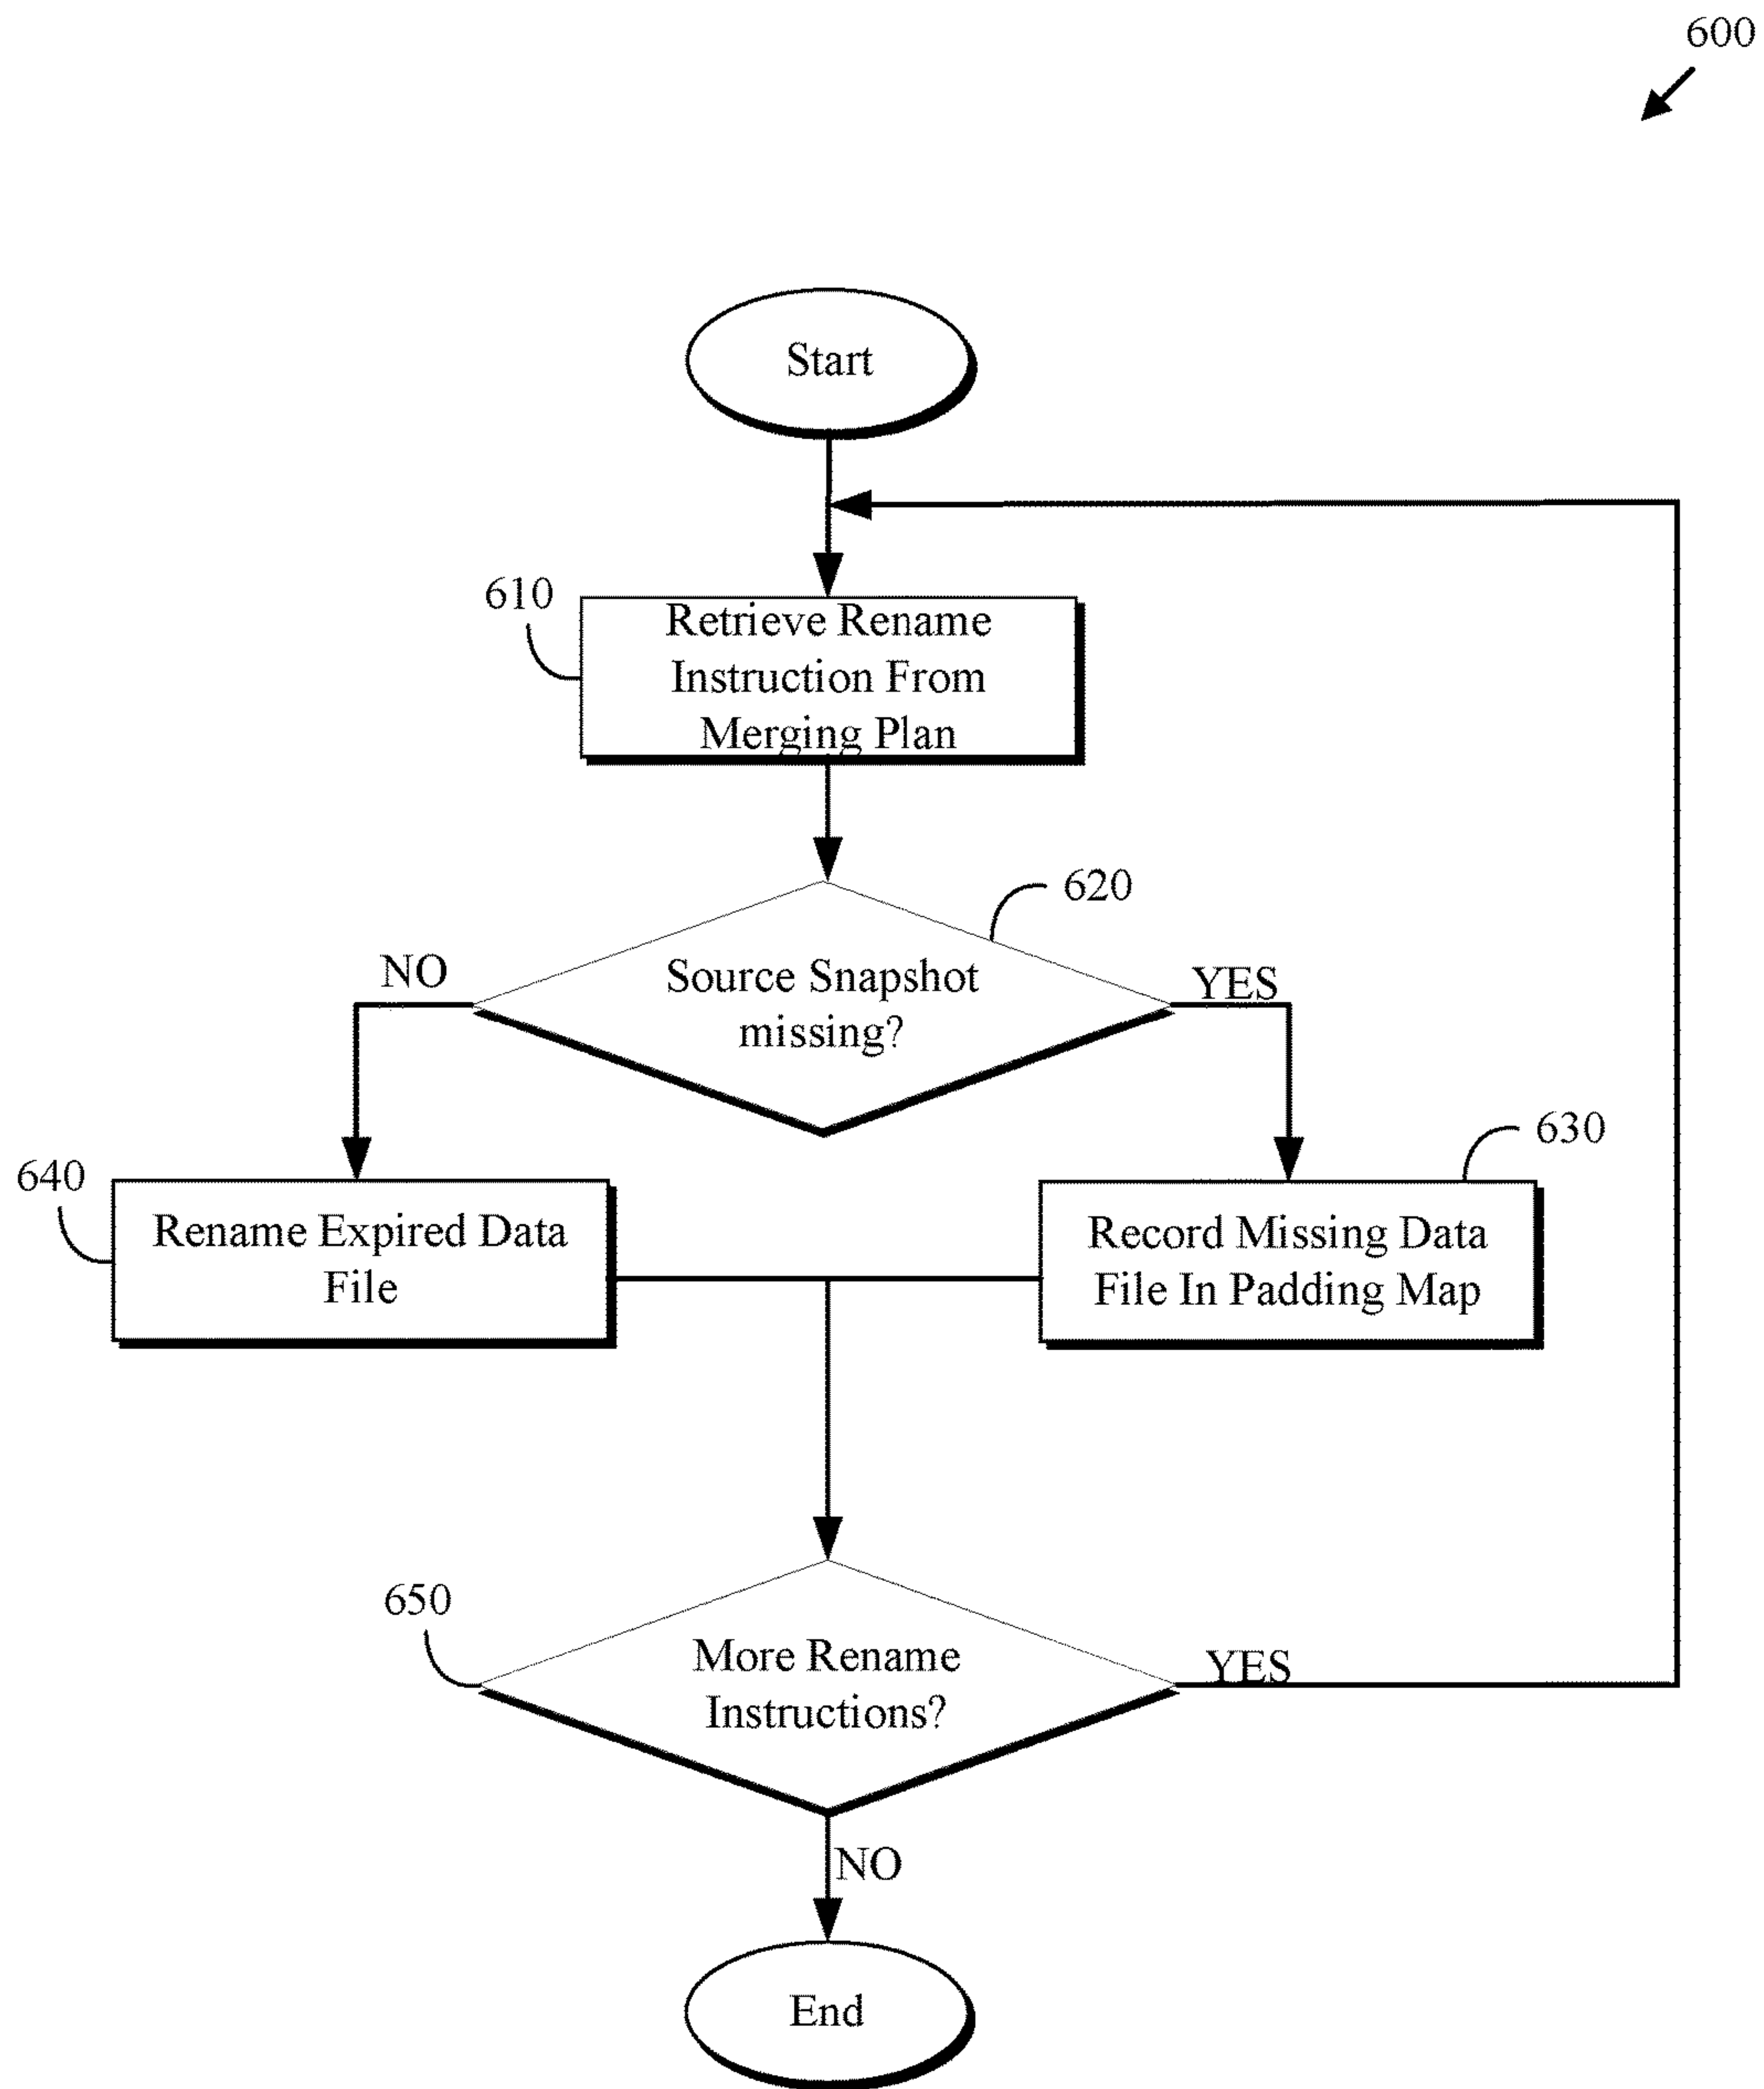 600
Start
610
Retrieve Rename
Instruction From
Merging Plan
620
Source Snapshot
missing?
NO
YES
640
Rename Expired Data
File
630
Record Missing Data
File In Padding Map
650
More Rename
Instructions?
YES
NO
End